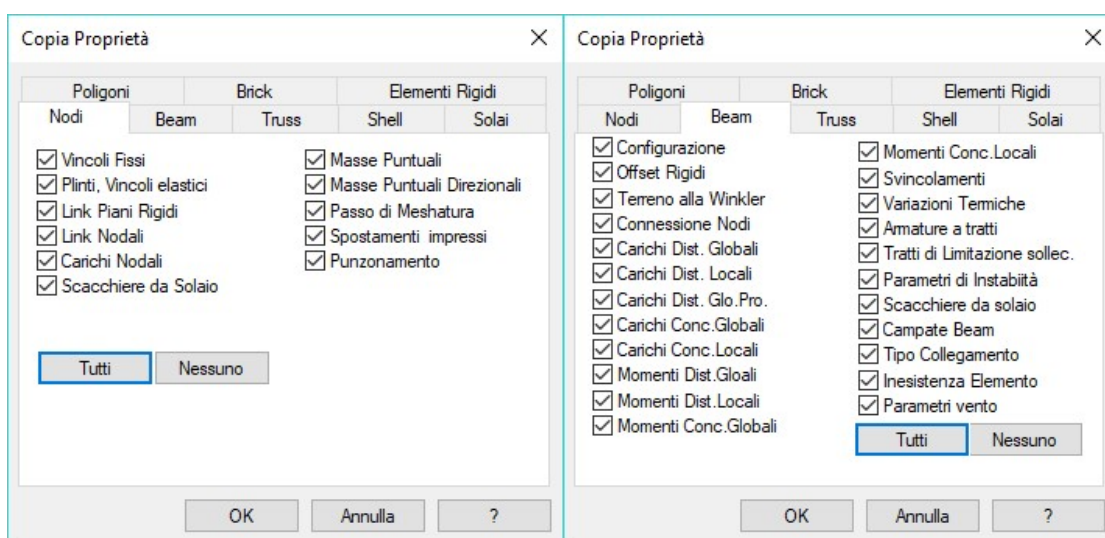 Copia Proprietà
Poligoni Brick Elementi Rigidi
Nodi Beam Truss Shell Solai
Vincoli Fissi
Plinti, Vincoli elastici
Link Piani Rigidi
Link Nodali
Carichi Nodali
Scacchiere da Solaio
Masse Puntuali
Masse Puntuali Direzionali
Passo di Meshatura
Spostamenti impressi
Punzonamento
Tutti Nessuno
OK Annulla ?
Copia Proprietà
Poligoni Brick Elementi Rigidi
Nodi Beam Truss Shell Solai
Configurazione
Offset Rigidi
Terreno alla Winkler
Connessione Nodi
Carichi Dist. Globali
Carichi Dist. Locali
Carichi Dist. Glo.Pro.
Carichi Conc.Globali
Carichi Conc.Locali
Momenti Dist.Gloali
Momenti Dist.Locali
Momenti Conc.Globali
Momenti Conc.Locali
Svincolamenti
Variazioni Termiche
Armature a tratti
Tratti di Limitazione sollec.
Parametri di Instabiità
Scacchiere da solaio
Campate Beam
Tipo Collegamento
Inesistenza Elemento
Parametri vento
Tutti Nessuno
OK Annulla ?